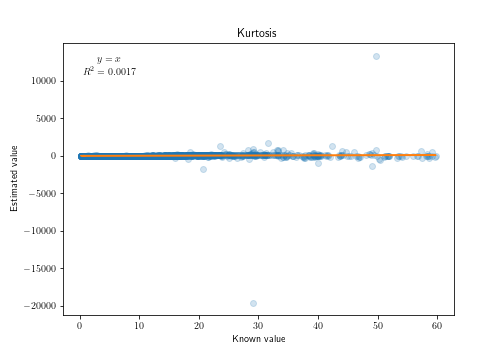 Kurtosis
y = x
R² = 0.0017
10000
5000
0
−5000
−10000
−15000
−20000
Estimated value
0 10 20 30 40 50 60
Known value